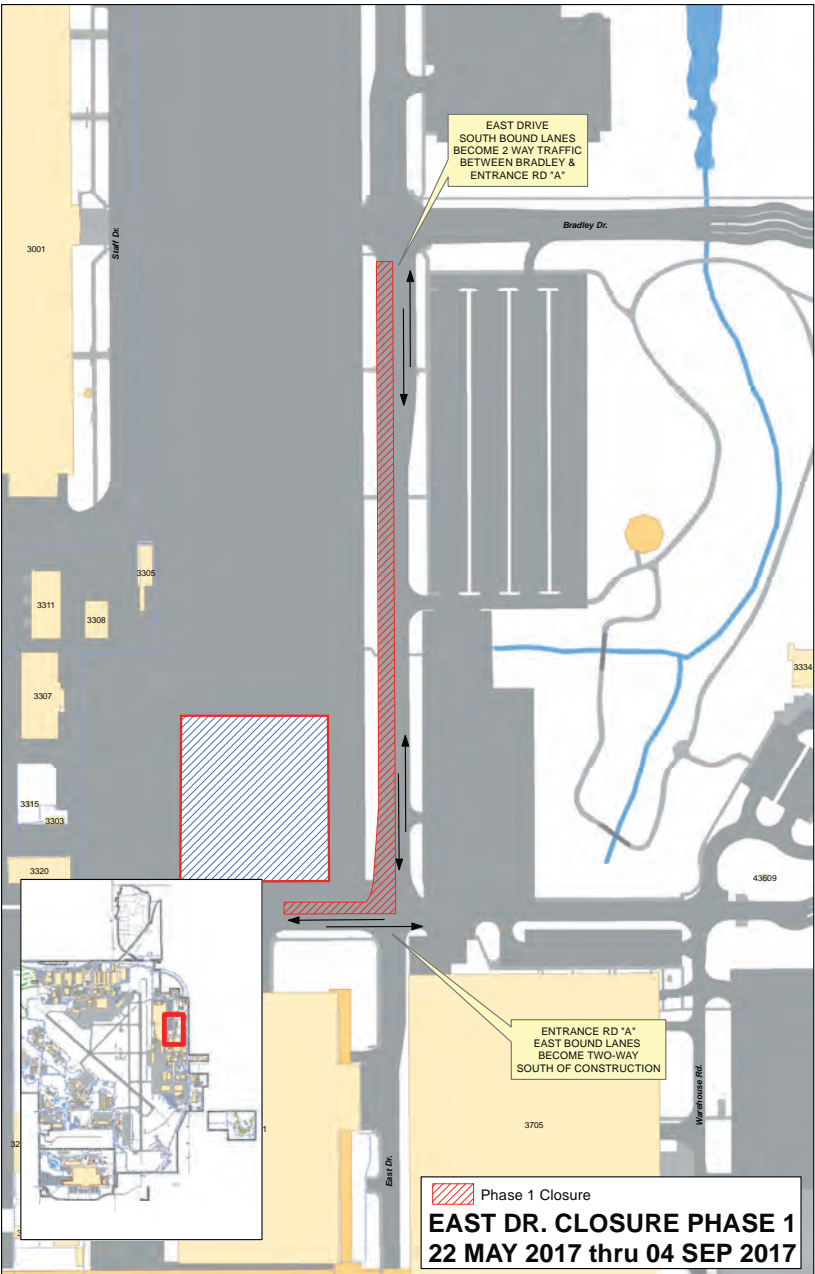 EAST DRIVE
SOUTH BOUND LANES
BECOME 2 WAY TRAFFIC
BETWEEN BRADLEY &
ENTRANCE RD "A"
Bradley Dr.
Staff Dr.
3001
3305
3311
3308
3307
3334
3315
3303
3320
43609
ENTRANCE RD "A"
EAST BOUND LANES
BECOME TWO-WAY
SOUTH OF CONSTRUCTION
Warehouse Rd.
3705
East Dr.
Phase 1 Closure
EAST DR. CLOSURE PHASE 1
22 MAY 2017 thru 04 SEP 2017